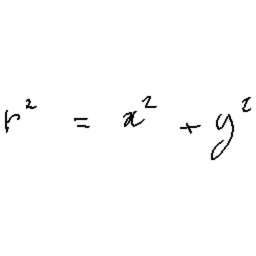 r² = x² + y²